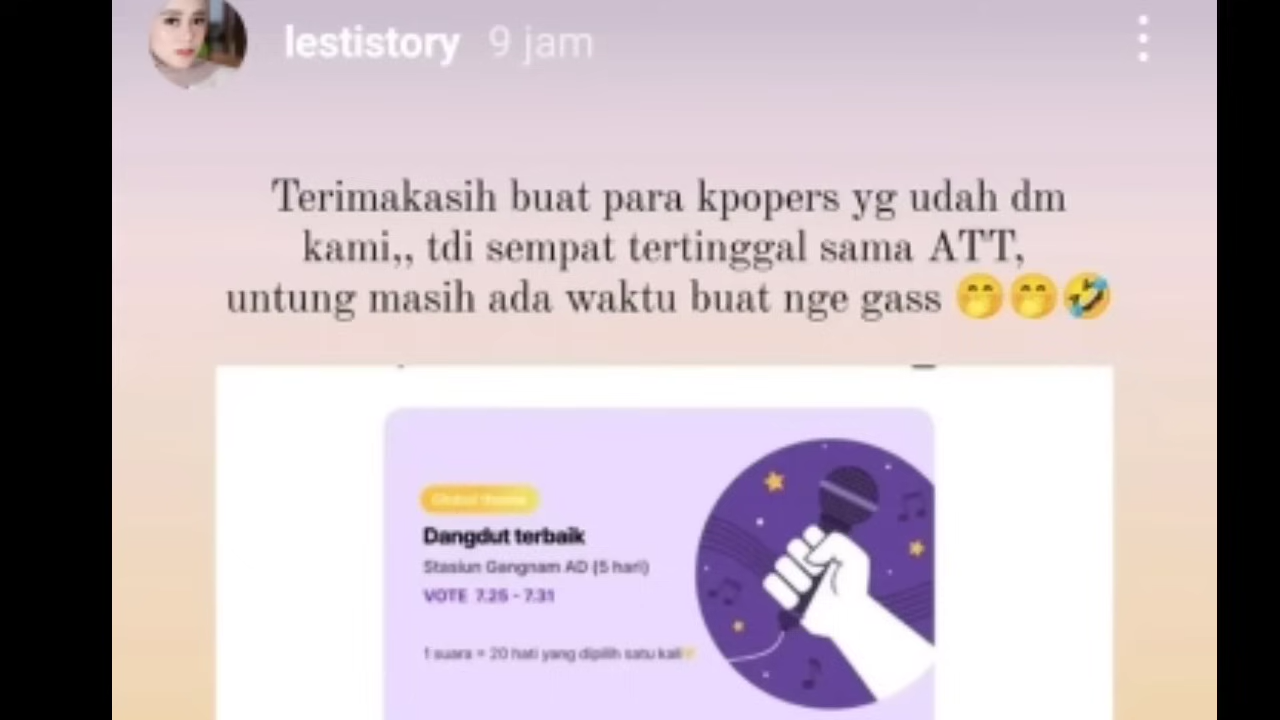 lestistory 9 jam
Terimakasih buat para kpopers yg udah dm
kami,, tdi sempat tertinggal sama ATT,
untung masih ada waktu buat nge gass 🤭🤭🤣
Global theme
Dangdut terbaik
Stasiun Gangnam AD (5 hari)
VOTE 7.25 - 7.31
1 suara = 20 hati yang dipilih satu kali💛